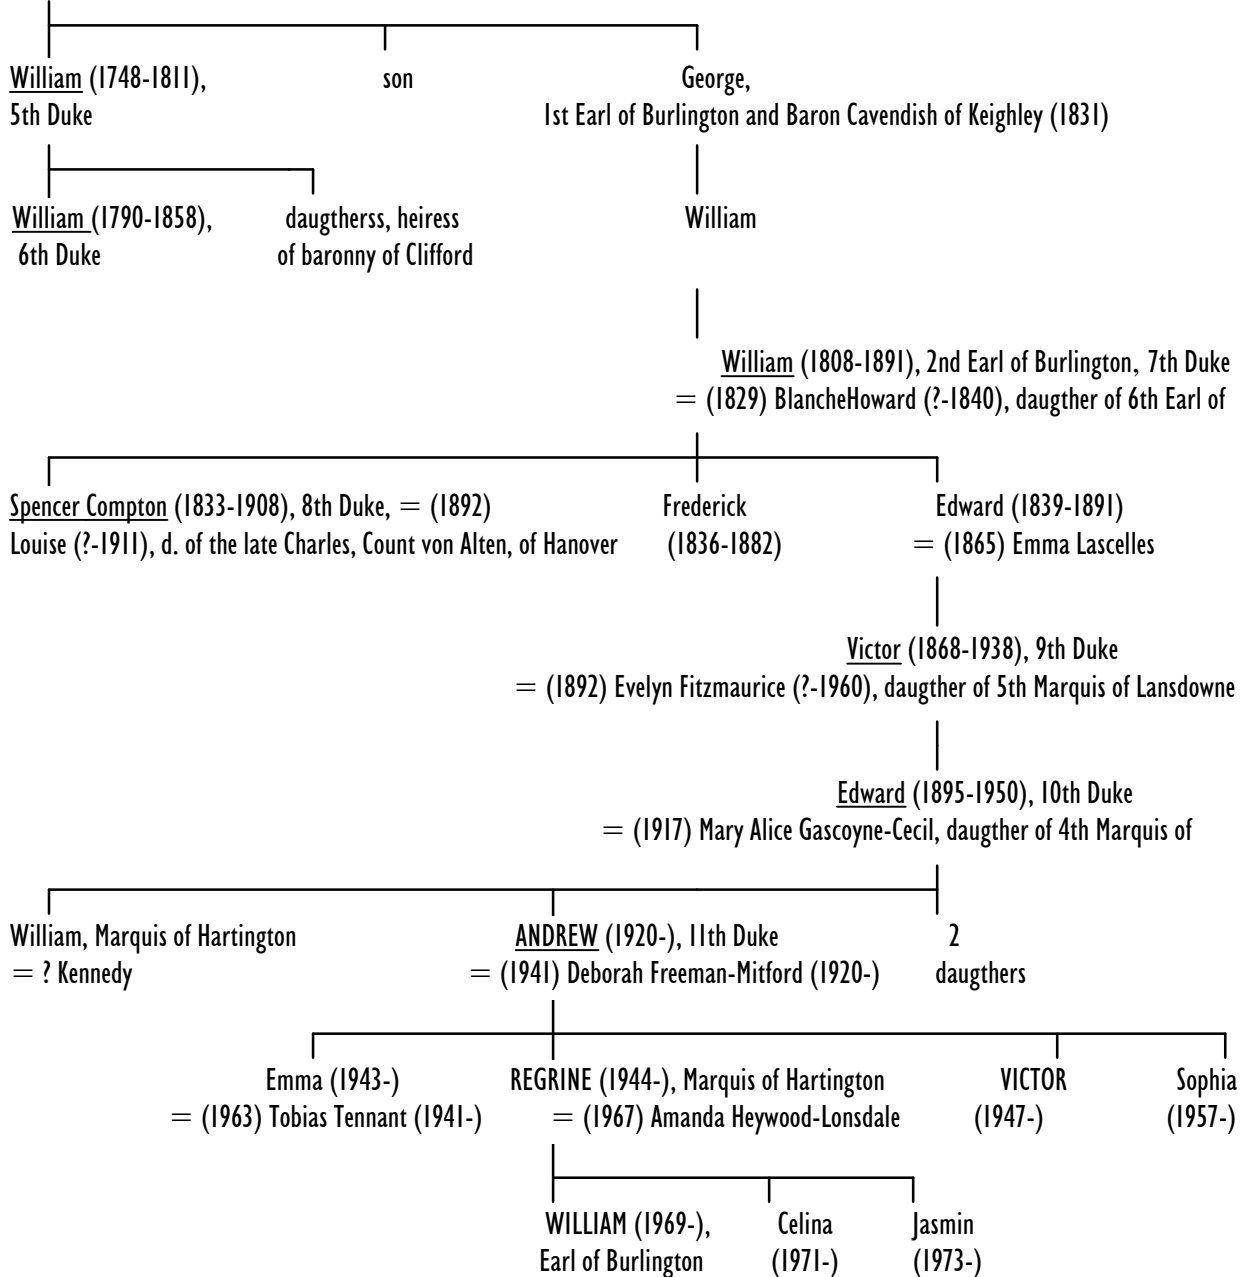 William (1748-1811),
5th Duke
son
George,
1st Earl of Burlington and Baron Cavendish of Keighley (1831)
William (1790-1858),
6th Duke
daugtherss, heiress
of baronny of Clifford
William
William (1808-1891), 2nd Earl of Burlington, 7th Duke
= (1829) BlancheHoward (?-1840), daugther of 6th Earl of
Spencer Compton (1833-1908), 8th Duke, = (1892)
Louise (?-1911), d. of the late Charles, Count von Alten, of Hanover
Frederick
(1836-1882)
Edward (1839-1891)
= (1865) Emma Lascelles
Victor (1868-1938), 9th Duke
= (1892) Evelyn Fitzmaurice (?-1960), daugther of 5th Marquis of Lansdowne
Edward (1895-1950), 10th Duke
= (1917) Mary Alice Gascoyne-Cecil, daugther of 4th Marquis of
William, Marquis of Hartington
= ? Kennedy
ANDREW (1920-), 11th Duke
= (1941) Deborah Freeman-Mitford (1920-)
2
daugthers
Emma (1943-)
= (1963) Tobias Tennant (1941-)
REGRINE (1944-), Marquis of Hartington
= (1967) Amanda Heywood-Lonsdale
VICTOR
(1947-)
Sophia
(1957-)
WILLIAM (1969-),
Earl of Burlington
Celina
(1971-)
Jasmin
(1973-)